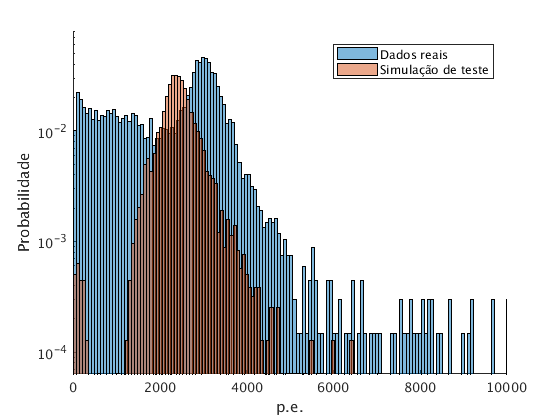 Dados reais
Simulação de teste
Probabilidade
10^-2
10^-3
10^-4
0
2000
4000
6000
8000
10000
p.e.